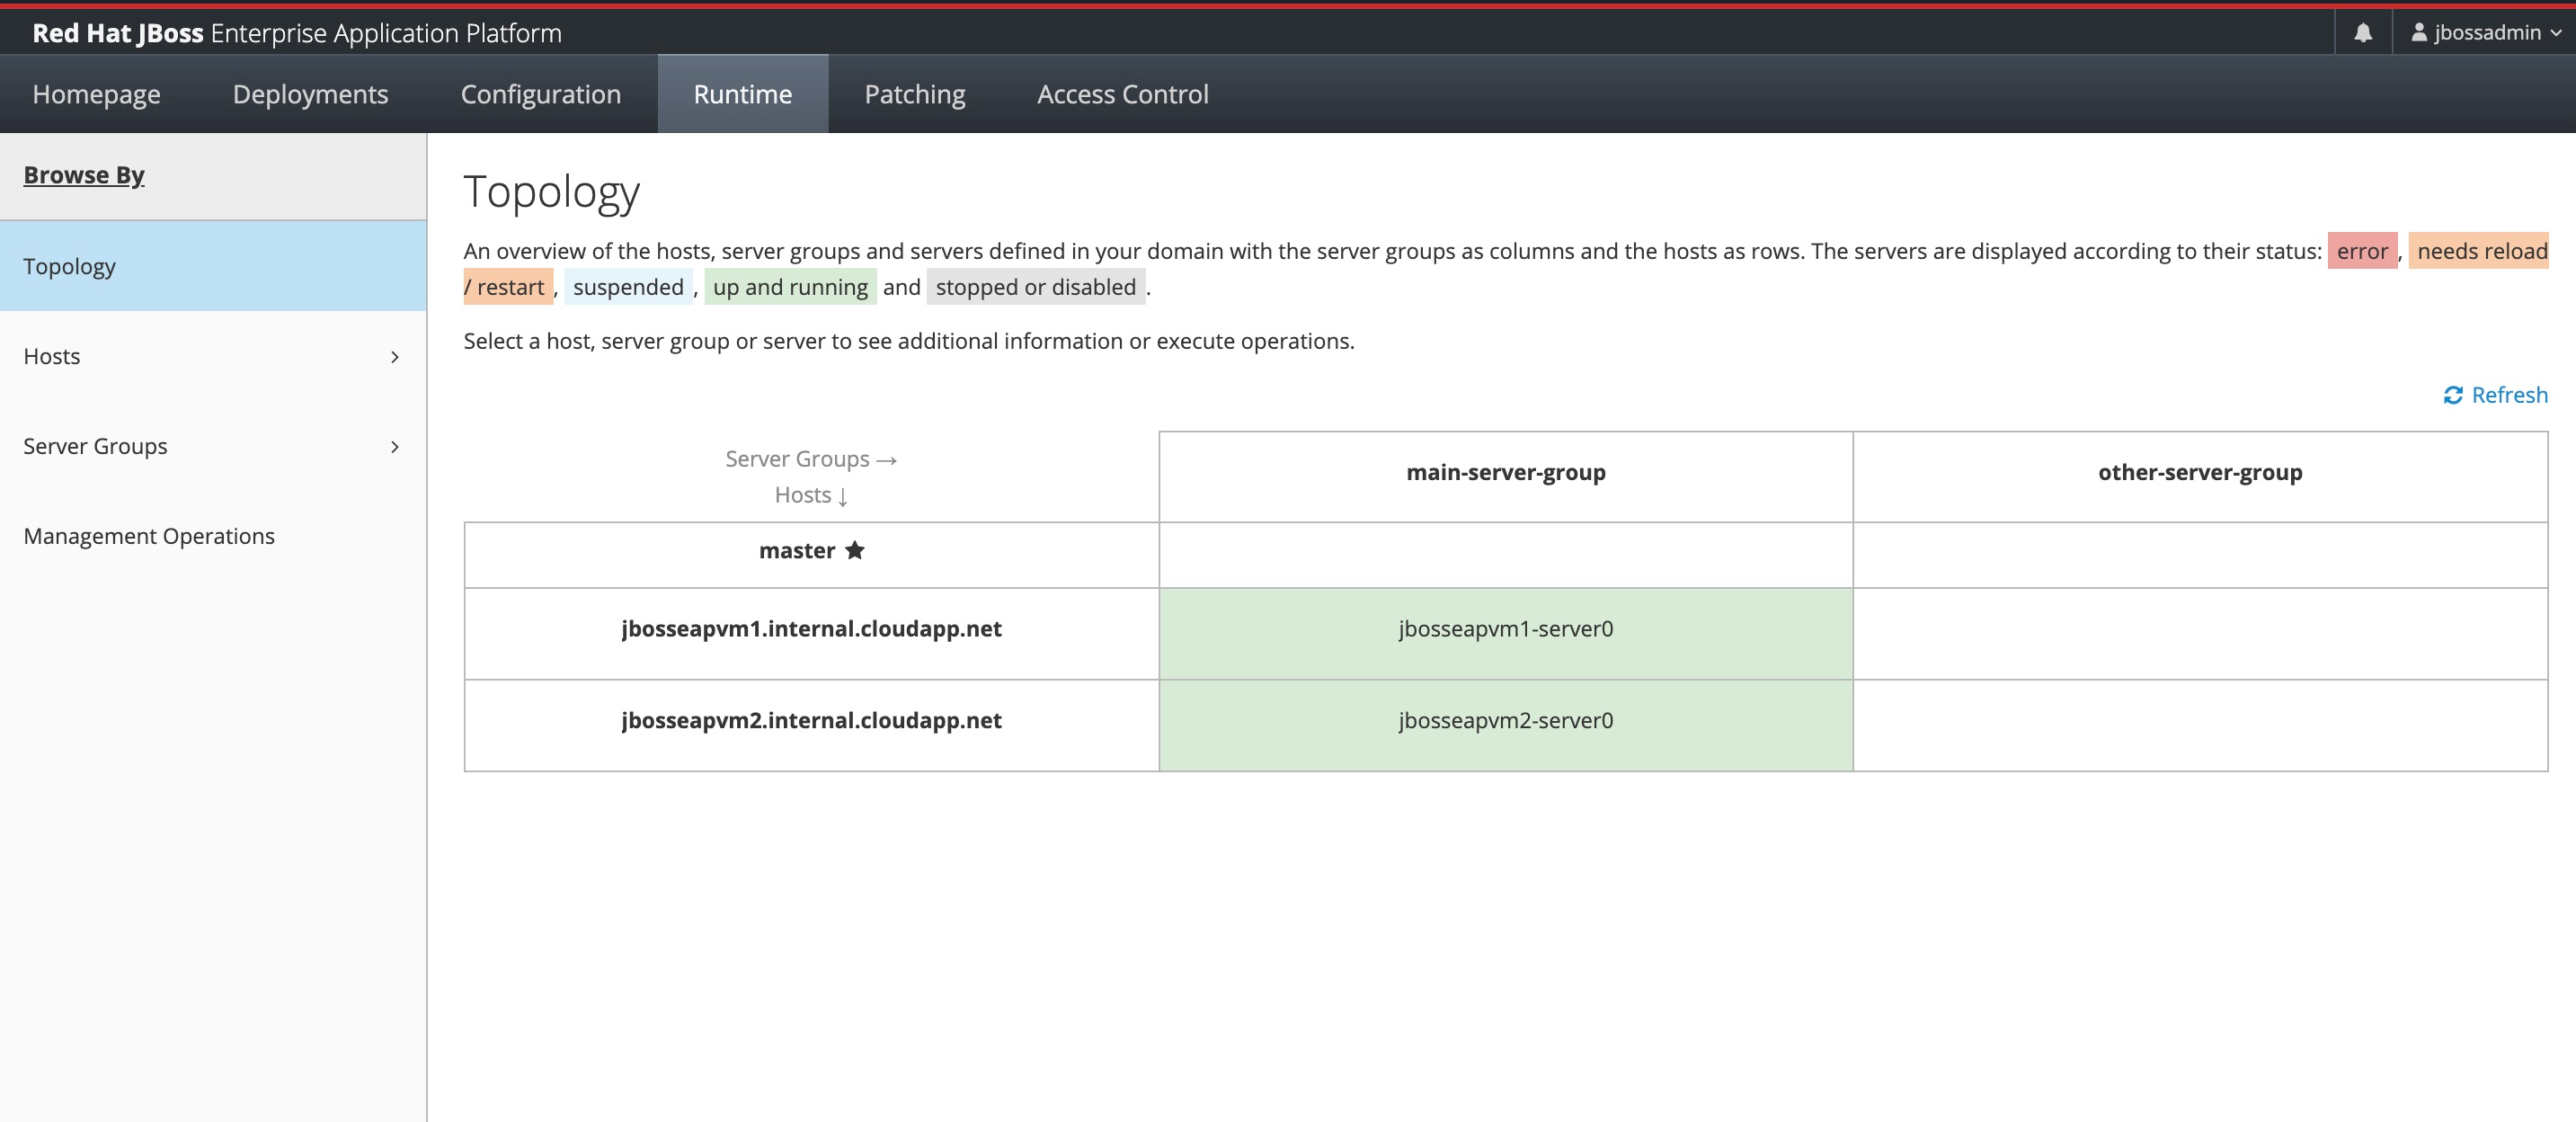 Red Hat JBoss Enterprise Application Platform
jbossadmin
Homepage Deployments Configuration Runtime Patching Access Control
Browse By
Topology
Hosts
Server Groups
Management Operations
Topology
An overview of the hosts, server groups and servers defined in your domain with the server groups as columns and the hosts as rows. The servers are displayed according to their status: error , needs reload
/ restart , suspended , up and running and stopped or disabled .
Select a host, server group or server to see additional information or execute operations.
Refresh
Server Groups →
Hosts ↓
main-server-group
other-server-group
master ★
jbosseapvm1.internal.cloudapp.net
jbosseapvm1-server0
jbosseapvm2.internal.cloudapp.net
jbosseapvm2-server0